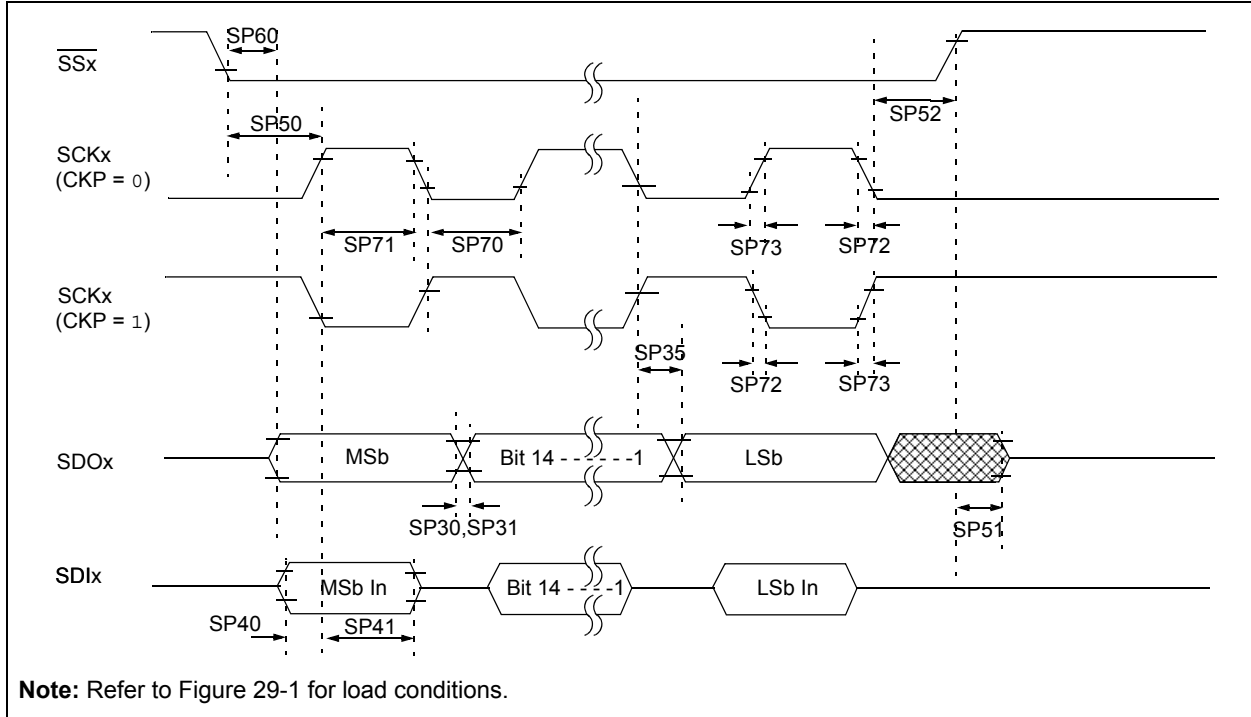 SP60
SSx
SP52
SP50
SCKx
(CKP = 0)
SP71
SP70
SP73
SP72
SCKx
(CKP = 1)
SP35
SP72
SP73
SDOx
MSb
Bit 14 - - - - - -1
LSb
SP30,SP31
SP51
SDIx
MSb In
Bit 14 - - - -1
LSb In
SP40
SP41
Note: Refer to Figure 29-1 for load conditions.